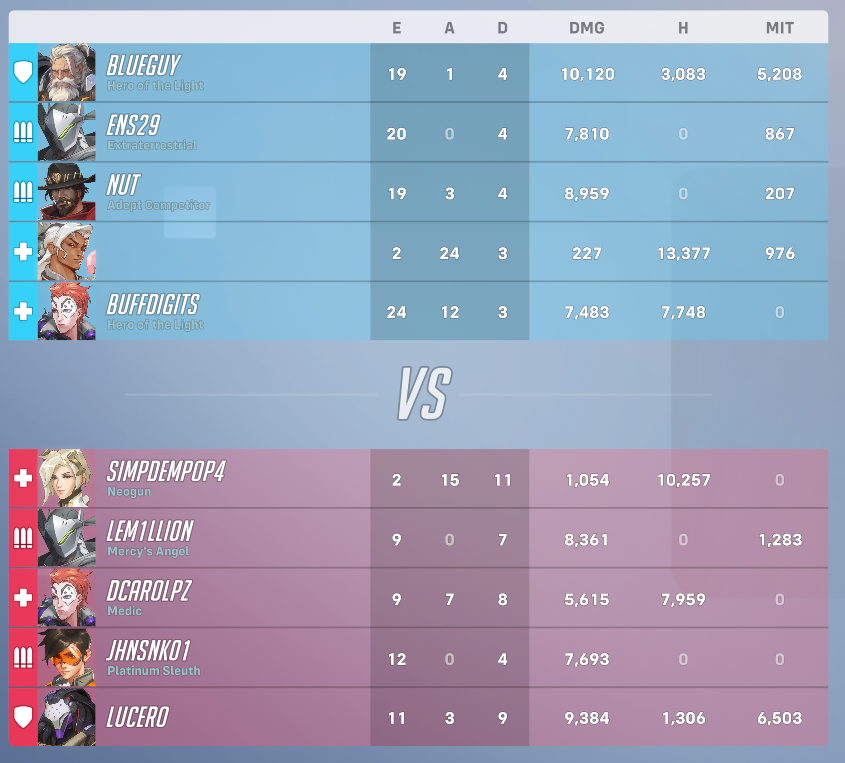 E A D DMG H MIT
BLUEGUY
Hero of the Light
19 1 4 10,120 3,083 5,208
ENS29
Extraterrestrial
20 0 4 7,810 0 867
NUT
Adept Competitor
19 3 4 8,959 0 207
2 24 3 227 13,377 976
BUFFDIGITS
Hero of the Light
24 12 3 7,483 7,748 0
VS
SIMPDEMPOP4
Neogun
2 15 11 1,054 10,257 0
LEM1LLION
Mercy's Angel
9 0 7 8,361 0 1,283
DCAROLPZ
Medic
9 7 8 5,615 7,959 0
JHNSNK01
Platinum Sleuth
12 0 4 7,693 0 0
LUCERO
11 3 9 9,384 1,306 6,503